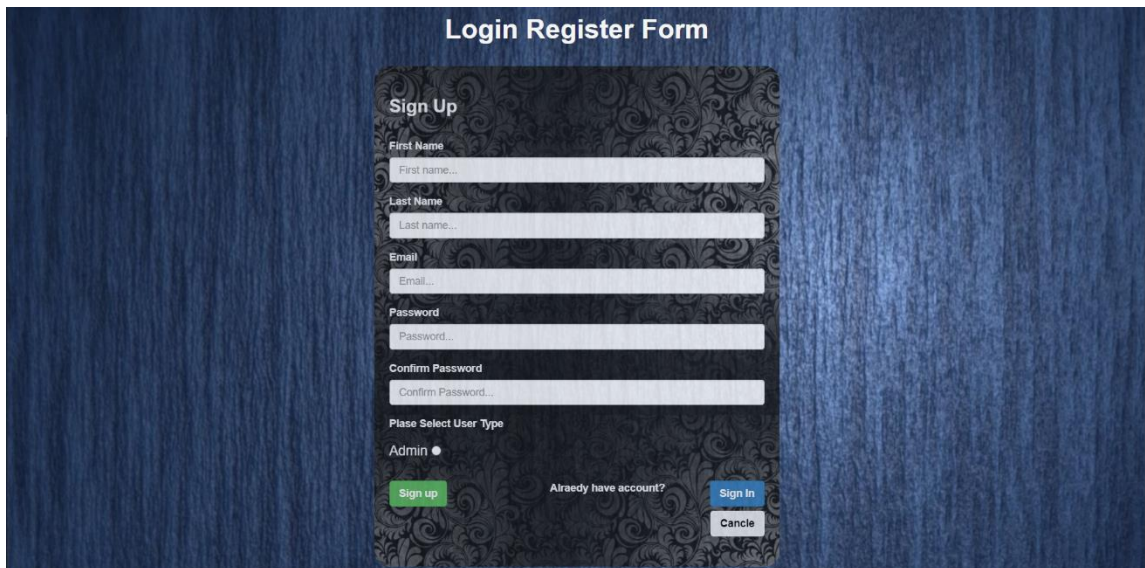 Login Register Form
Sign Up
First Name
First name...
Last Name
Last name...
Email
Email...
Password
Password...
Confirm Password
Confirm Password...
Plase Select User Type
Admin
Sign up Alraedy have account? Sign In
Cancle